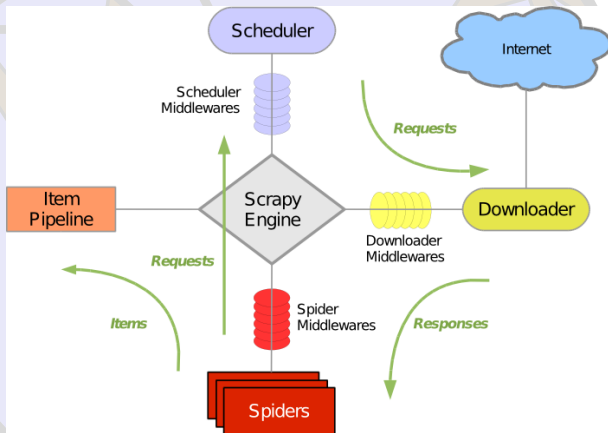 Scheduler
Internet
Scheduler
Middlewares
Requests
Item
Pipeline
Scrapy
Engine
Downloader
Downloader
Middlewares
Requests
Items
Spider
Middlewares
Responses
Spiders